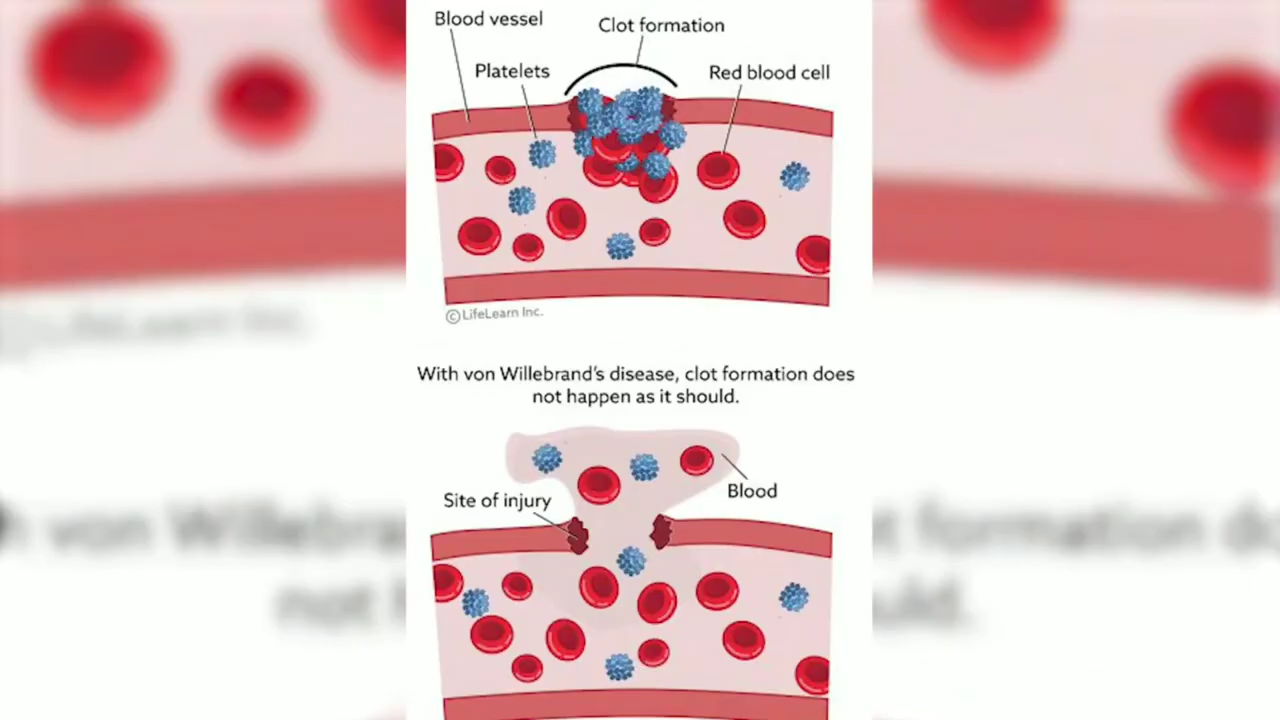 Blood vessel
Clot formation
Platelets
Red blood cell
© LifeLearn Inc.
With von Willebrand's disease, clot formation does
not happen as it should.
Site of injury
Blood